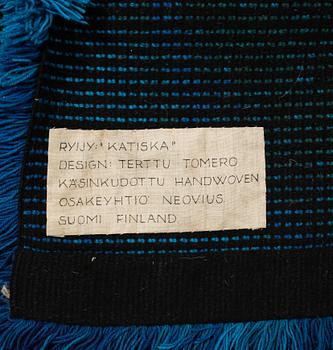 RYIJY: "KATISKA"
DESIGN: TERTTU TOMERO
KÄSINKUDOTTU HANDWOVEN
OSAKEYHTIÖ NEOVIUS
SUOMI FINLAND